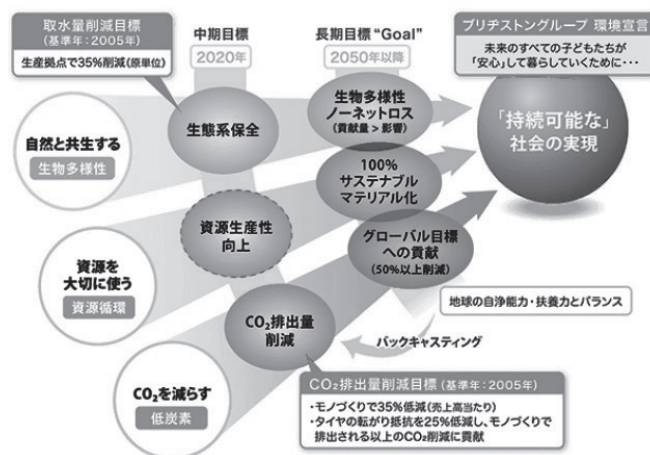 取水量削減目標
(基準年:2005年)
生産拠点で35%削減(原単位)
中期目標
2020年
長期目標 “Goal”
2050年以降
ブリヂストングループ 環境宣言
未来のすべての子どもたちが
「安心」して暮らしていくために・・・
自然と共生する
生物多様性
生態系保全
生物多様性
ノーネットロス
(貢献量 > 影響)
「持続可能な」
社会の実現
資源を
大切に使う
資源循環
資源生産性
向上
100%
サステナブル
マテリアル化
CO₂を減らす
低炭素
CO₂排出量
削減
グローバル目標
への貢献
(50%以上削減)
地球の自浄能力・扶養力とバランス
バックキャスティング
CO₂排出量削減目標 (基準年:2005年)
・モノづくりで35%低減(売上高当たり)
・タイヤの転がり抵抗を25%低減し、モノづくりで
排出される以上のCO₂削減に貢献